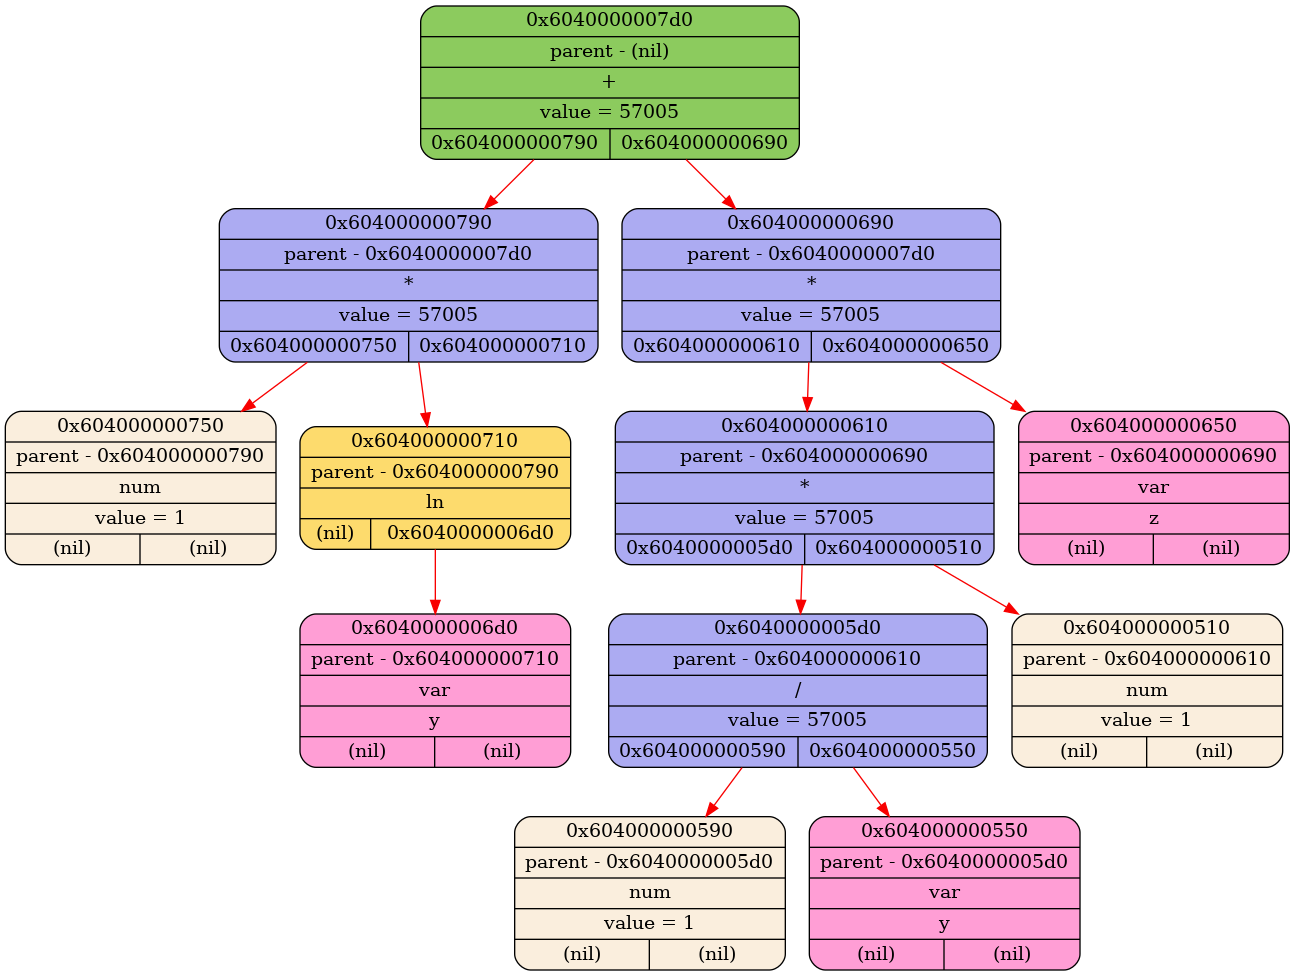 0x6040000007d0
parent - (nil)
+
value = 57005
0x604000000790 0x604000000690
0x604000000790
parent - 0x6040000007d0
*
value = 57005
0x604000000750 0x604000000710
0x604000000690
parent - 0x6040000007d0
*
value = 57005
0x604000000610 0x604000000650
0x604000000750
parent - 0x604000000790
num
value = 1
(nil) (nil)
0x604000000710
parent - 0x604000000790
ln
(nil) 0x6040000006d0
0x604000000610
parent - 0x604000000690
*
value = 57005
0x6040000005d0 0x604000000510
0x604000000650
parent - 0x604000000690
var
z
(nil) (nil)
0x6040000006d0
parent - 0x604000000710
var
y
(nil) (nil)
0x6040000005d0
parent - 0x604000000610
/
value = 57005
0x604000000590 0x604000000550
0x604000000510
parent - 0x604000000610
num
value = 1
(nil) (nil)
0x604000000590
parent - 0x6040000005d0
num
value = 1
(nil) (nil)
0x604000000550
parent - 0x6040000005d0
var
y
(nil) (nil)